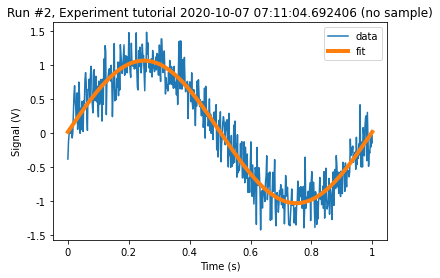 Run #2, Experiment tutorial 2020-10-07 07:11:04.692406 (no sample)
data
fit
1.5
1.0
0.5
0
-0.5
-1.0
-1.5
Signal (V)
0
0.2
0.4
0.6
0.8
1
Time (s)